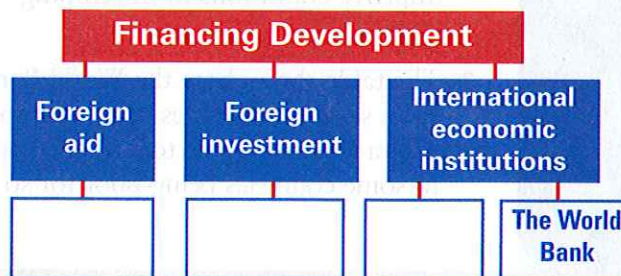 Financing Development
Foreign
aid
Foreign
investment
International
economic
institutions
The World
Bank